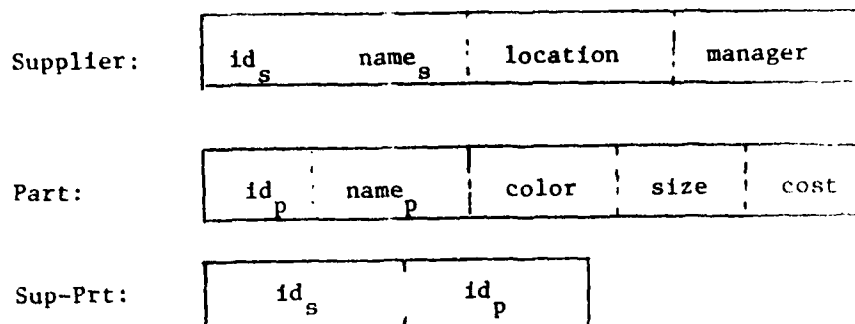 Supplier: id_s name_s location manager
Part: id_p name_p color size cost
Sup-Prt: id_s id_p